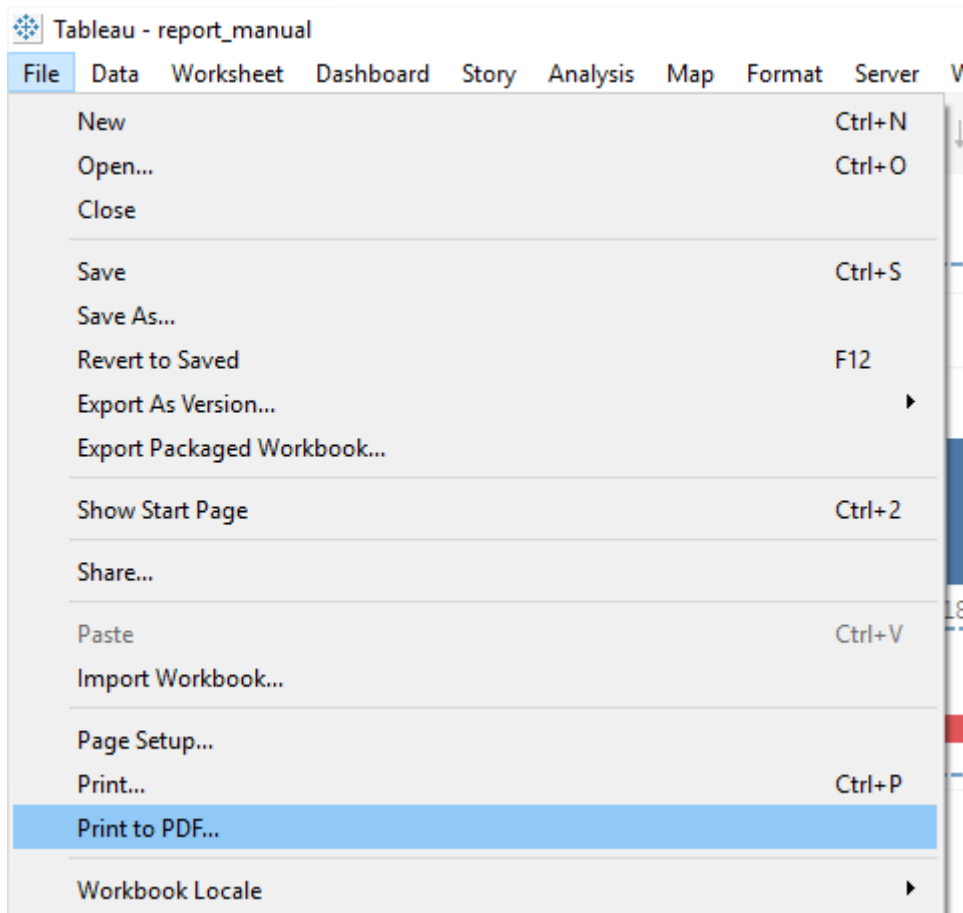 Tableau - report_manual
File Data Worksheet Dashboard Story Analysis Map Format Server
New Ctrl+N
Open... Ctrl+O
Close
Save Ctrl+S
Save As...
Revert to Saved F12
Export As Version...
Export Packaged Workbook...
Show Start Page Ctrl+2
Share...
18
Paste Ctrl+V
Import Workbook...
Page Setup...
Print... Ctrl+P
Print to PDF...
Workbook Locale